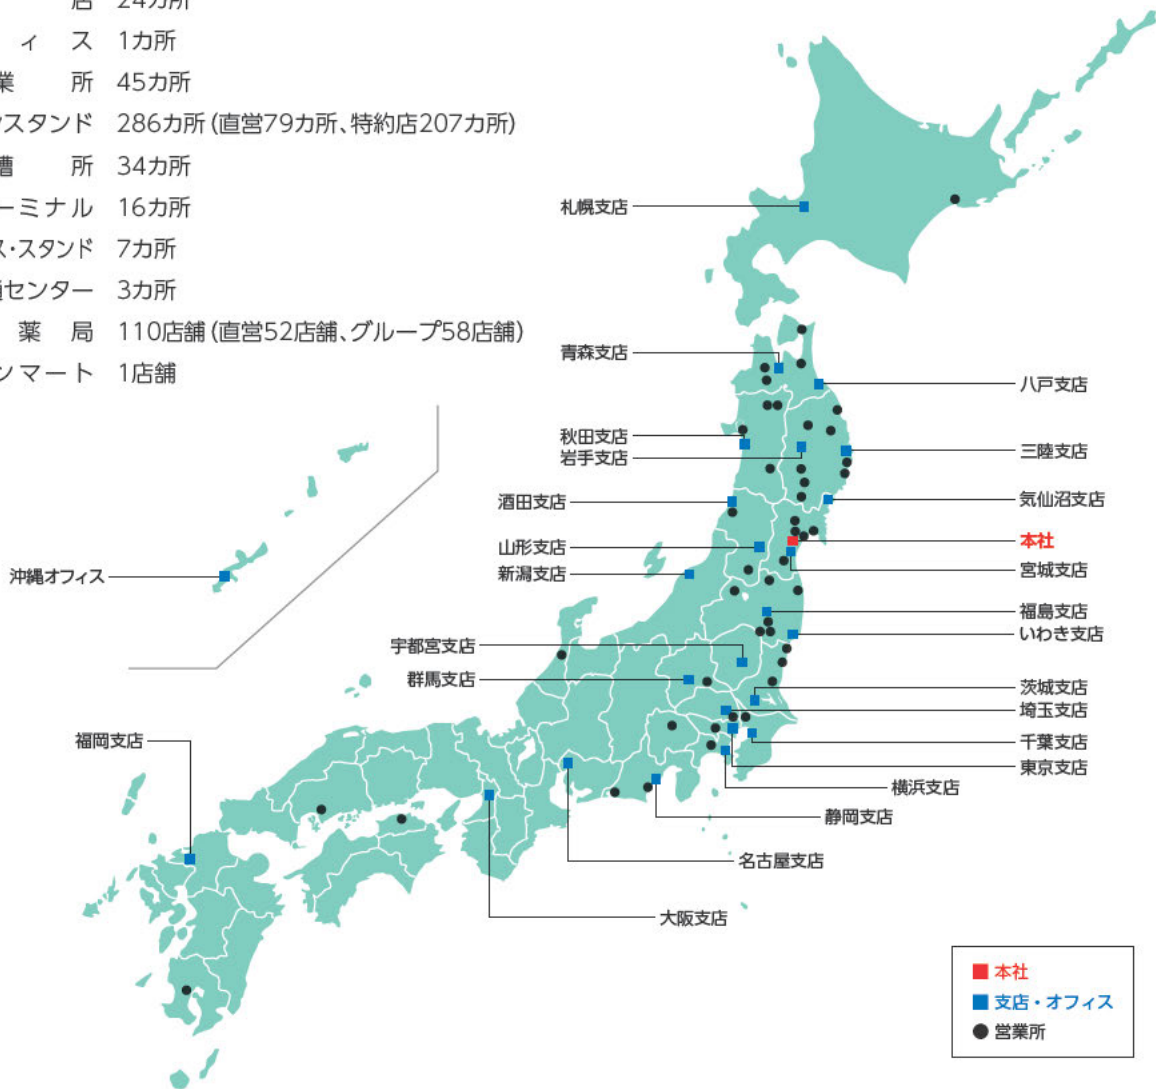 店 24カ所
ィス 1カ所
業所 45カ所
スタンド 286カ所(直営79カ所、特約店207カ所)
槽所 34カ所
ーミナル 16カ所
ス・スタンド 7カ所
センター 3カ所
薬局 110店舗(直営52店舗、グループ58店舗)
ンマート 1店舗
札幌支店
青森支店
八戸支店
秋田支店
岩手支店
三陸支店
酒田支店
気仙沼支店
本社
山形支店
宮城支店
新潟支店
沖縄オフィス
福島支店
いわき支店
宇都宮支店
群馬支店
茨城支店
埼玉支店
福岡支店
千葉支店
東京支店
横浜支店
静岡支店
名古屋支店
大阪支店
本社
支店・オフィス
営業所